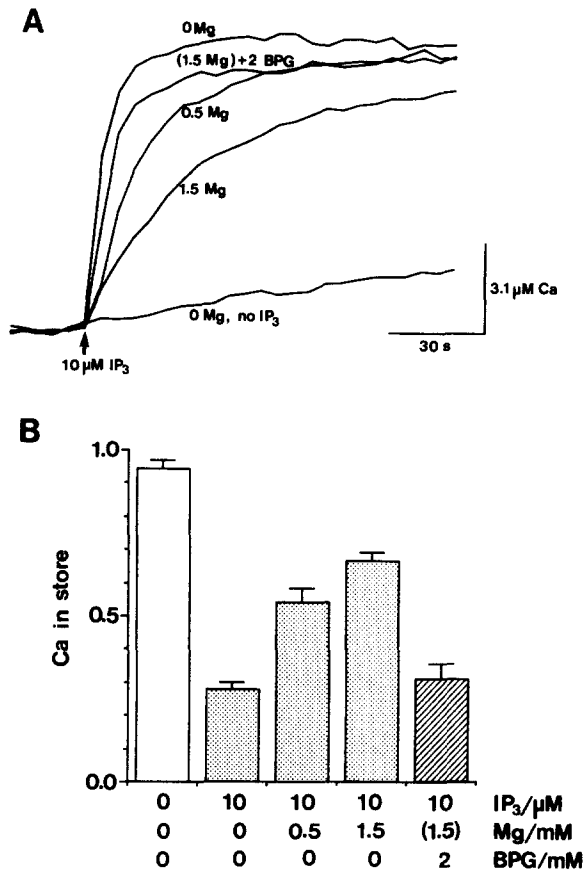 A
0 Mg
(1.5 Mg)+2 BPG
0.5 Mg
1.5 Mg
0 Mg, no IP₃
3.1 µM Ca
30 s
10 µM IP₃
B
Ca in store
1.0
0.5
0.0
0 10 10 10 10 IP₃/µM
0 0 0.5 1.5 (1.5) Mg/mM
0 0 0 0 2 BPG/mM